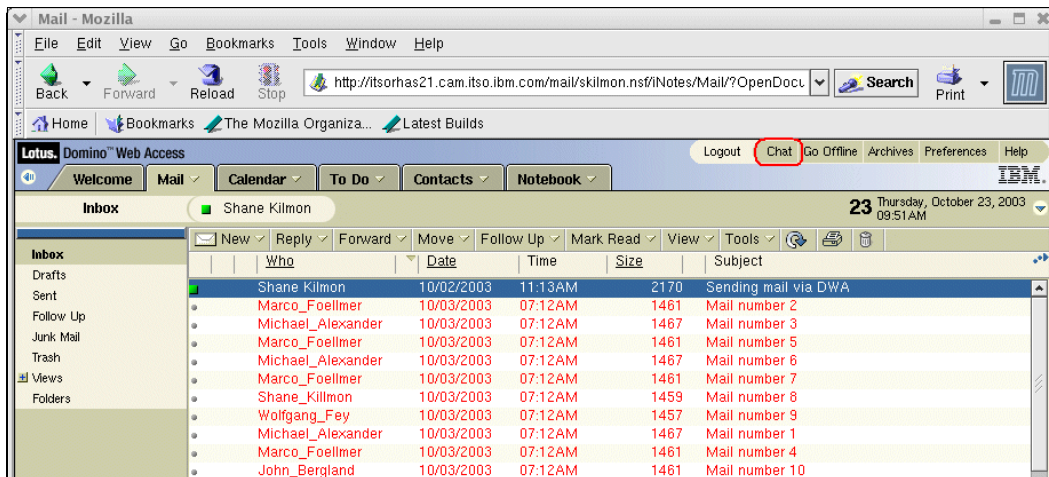 Mail - Mozilla
File Edit View Go Bookmarks Tools Window Help
Back Forward Reload Stop http://itsorhas21.cam.itso.ibm.com/mail/skilmon.nsf/iNotes/Mail/?OpenDocu Search Print
Home Bookmarks The Mozilla Organiza... Latest Builds
Lotus. Domino™ Web Access Logout Chat Go Offline Archives Preferences Help
Welcome Mail Calendar To Do Contacts Notebook IBM.
Inbox Shane Kilmon 23 Thursday, October 23, 2003 09:51AM
New Reply Forward Move Follow Up Mark Read View Tools
Inbox
Drafts
Sent
Follow Up
Junk Mail
Trash
Views
Folders
Who Date Time Size Subject
Shane Kilmon 10/02/2003 11:13AM 2170 Sending mail via DWA
Marco_Foellmer 10/03/2003 07:12AM 1461 Mail number 2
Michael_Alexander 10/03/2003 07:12AM 1467 Mail number 3
Marco_Foellmer 10/03/2003 07:12AM 1461 Mail number 5
Michael_Alexander 10/03/2003 07:12AM 1467 Mail number 6
Marco_Foellmer 10/03/2003 07:12AM 1461 Mail number 7
Shane_Killmon 10/03/2003 07:12AM 1459 Mail number 8
Wolfgang_Fey 10/03/2003 07:12AM 1457 Mail number 9
Michael_Alexander 10/03/2003 07:12AM 1467 Mail number 1
Marco_Foellmer 10/03/2003 07:12AM 1461 Mail number 4
John_Bergland 10/03/2003 07:12AM 1461 Mail number 10